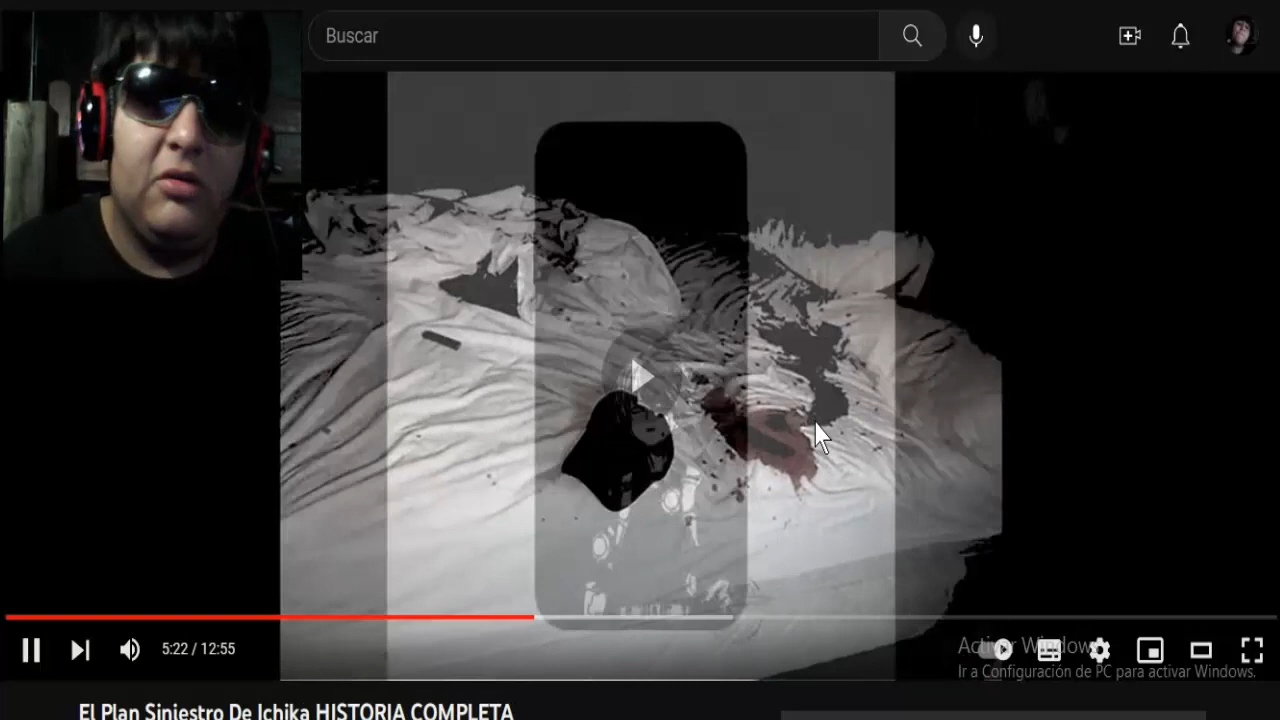 Buscar
5:22 / 12:55
Activar Windows
Ir a Configuración de PC para activar Windows.
El Plan Siniestro De Ichika HISTORIA COMPLETA